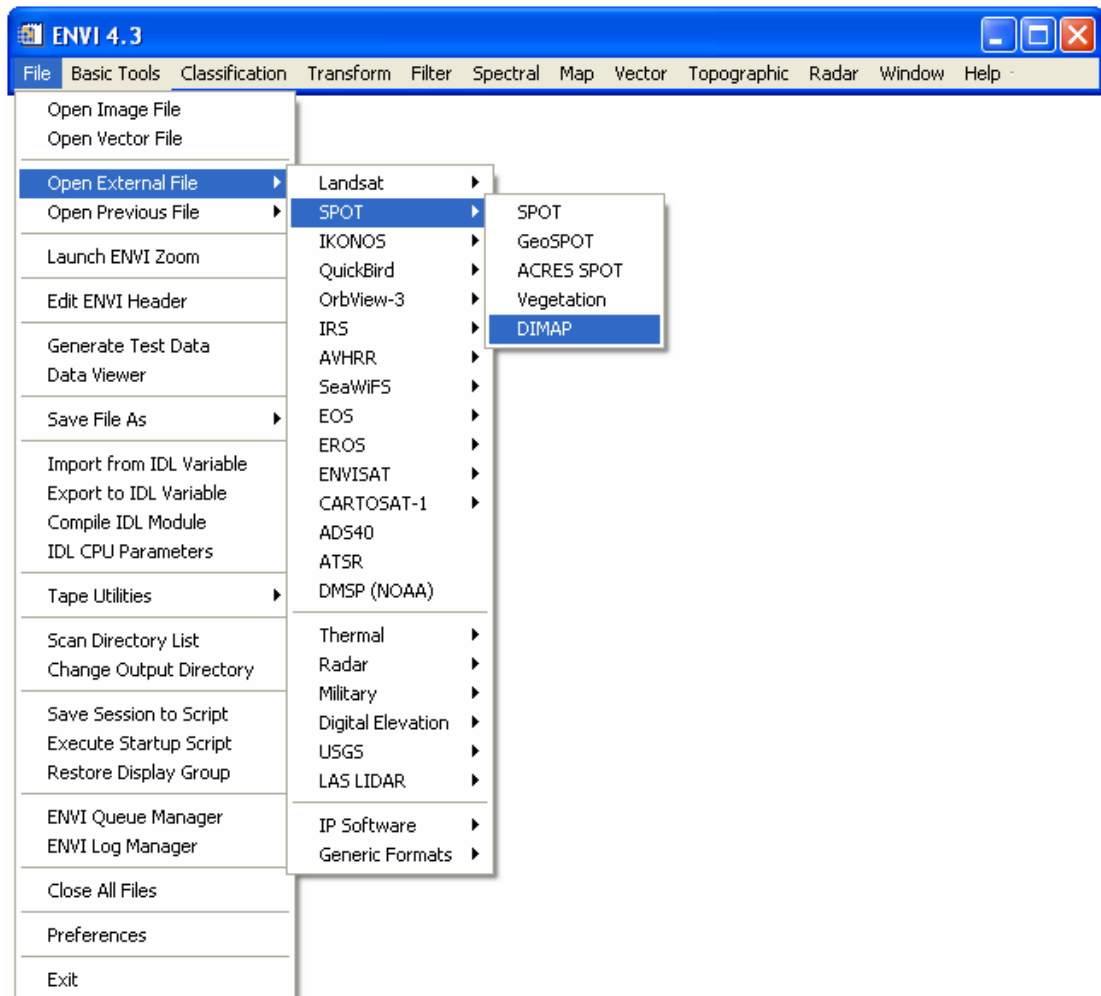 ENVI 4.3
File Basic Tools Classification Transform Filter Spectral Map Vector Topographic Radar Window Help
Open Image File
Open Vector File
Open External File
Open Previous File
Launch ENVI Zoom
Edit ENVI Header
Generate Test Data
Data Viewer
Save File As
Import from IDL Variable
Export to IDL Variable
Compile IDL Module
IDL CPU Parameters
Tape Utilities
Scan Directory List
Change Output Directory
Save Session to Script
Execute Startup Script
Restore Display Group
ENVI Queue Manager
ENVI Log Manager
Close All Files
Preferences
Exit
Landsat
SPOT
IKONOS
QuickBird
OrbView-3
IRS
AVHRR
SeaWiFS
EOS
EROS
ENVISAT
CARTOSAT-1
ADS40
ATSR
DMSP (NOAA)
Thermal
Radar
Military
Digital Elevation
USGS
LAS LIDAR
IP Software
Generic Formats
SPOT
GeoSPOT
ACRES SPOT
Vegetation
DIMAP